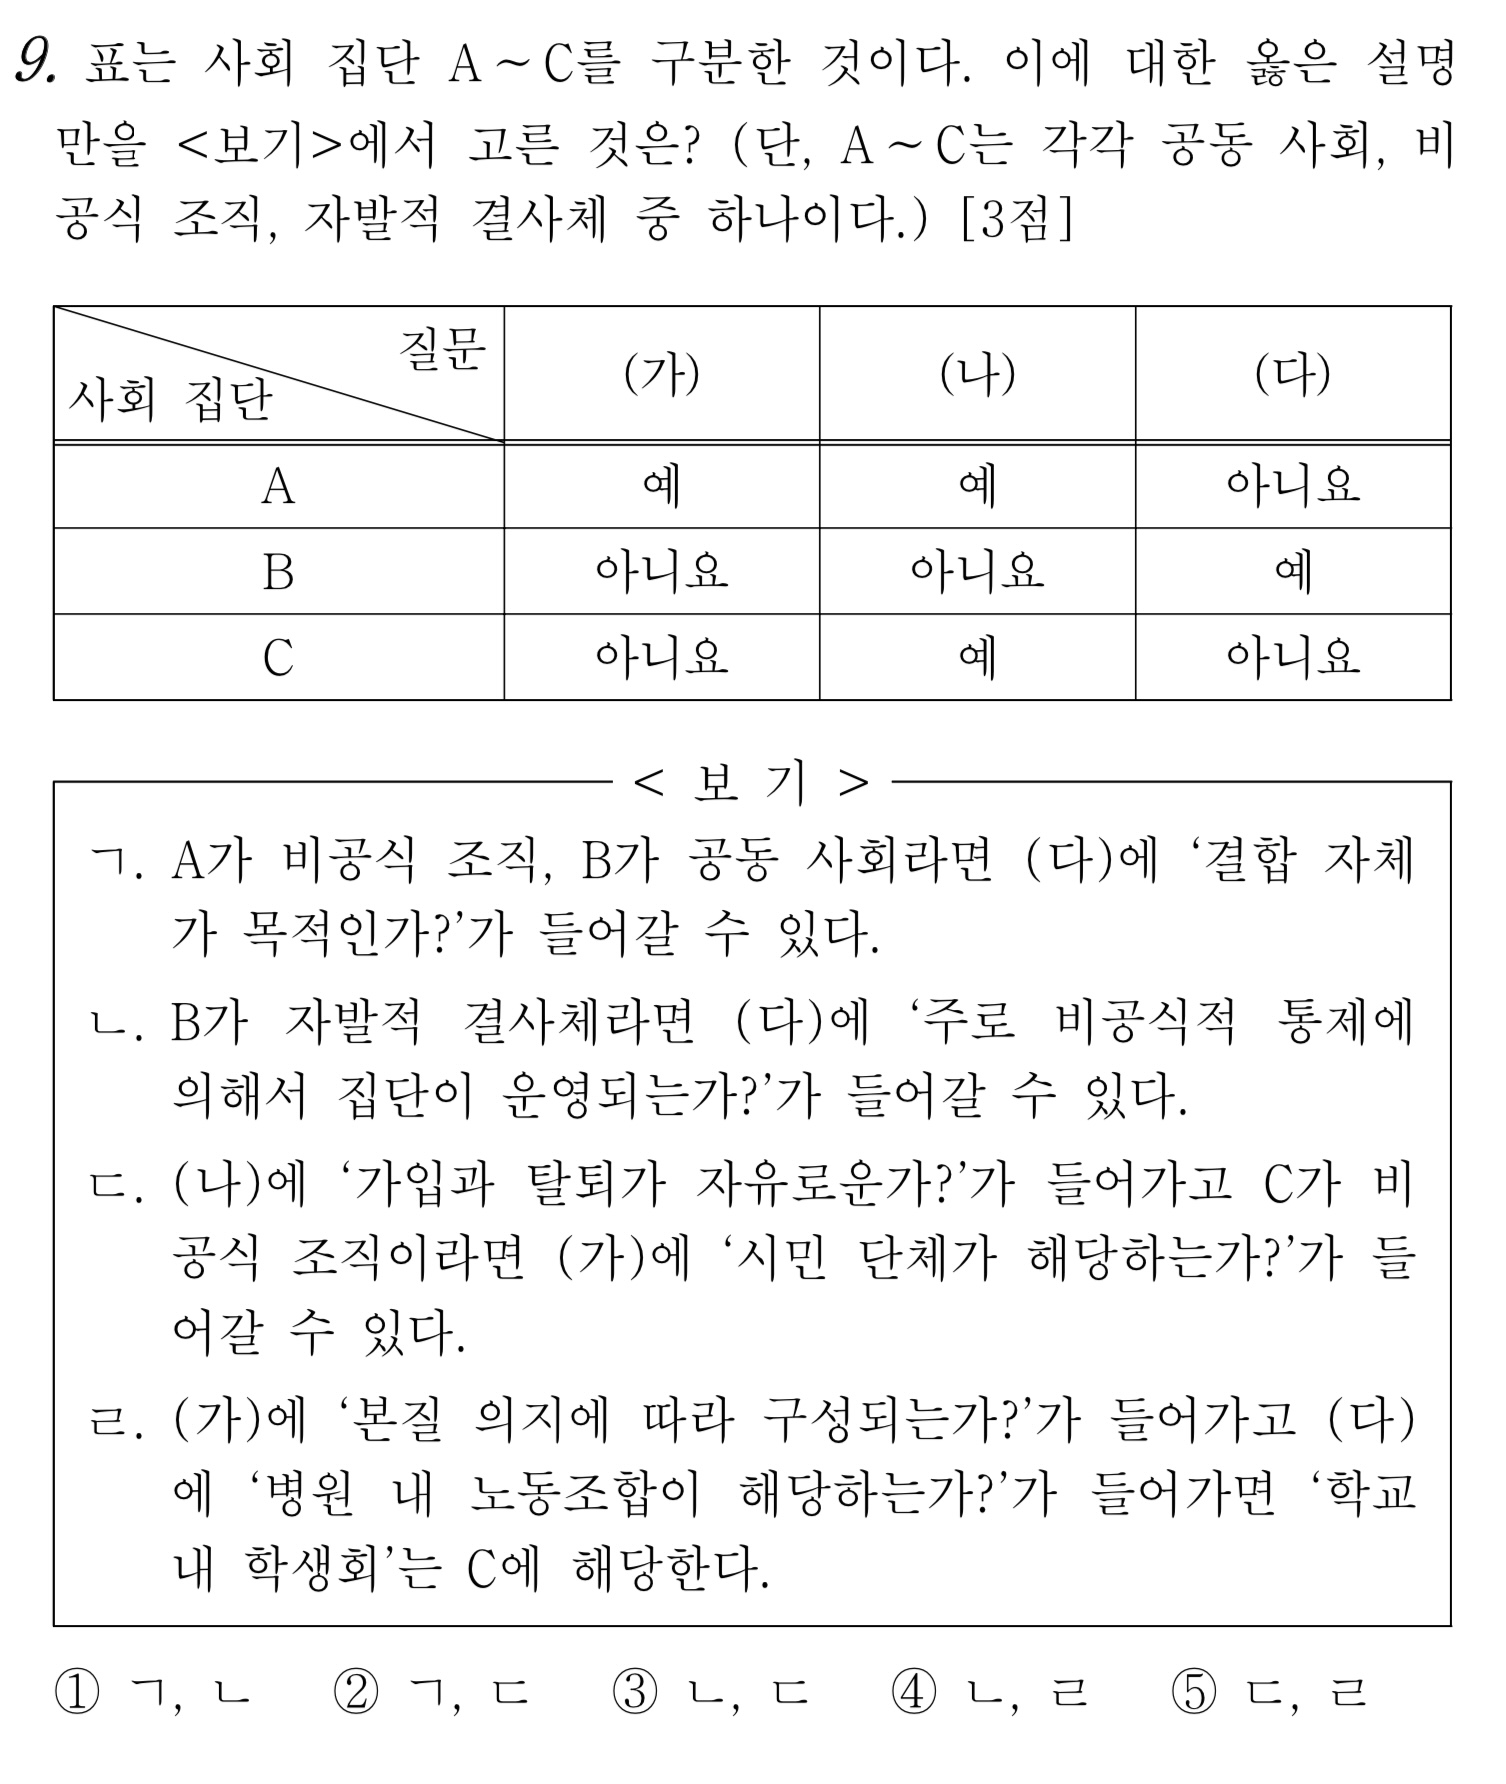 9. 표는 사회 집단 A~C를 구분한 것이다. 이에 대한 옳은 설명
만을 <보기>에서 고른 것은? (단, A~C는 각각 공동 사회, 비
공식 조직, 자발적 결사체 중 하나이다.) [3점]
질문
사회 집단
(가) (나) (다)
A 예 예 아니요
B 아니요 아니요 예
C 아니요 예 아니요
< 보 기 >
ㄱ. A가 비공식 조직, B가 공동 사회라면 (다)에 ‘결합 자체
가 목적인가?’가 들어갈 수 있다.
ㄴ. B가 자발적 결사체라면 (다)에 ‘주로 비공식적 통제에
의해서 집단이 운영되는가?’가 들어갈 수 있다.
ㄷ. (나)에 ‘가입과 탈퇴가 자유로운가?’가 들어가고 C가 비
공식 조직이라면 (가)에 ‘시민 단체가 해당하는가?’가 들
어갈 수 있다.
ㄹ. (가)에 ‘본질 의지에 따라 구성되는가?’가 들어가고 (다)
에 ‘병원 내 노동조합이 해당하는가?’가 들어가면 ‘학교
내 학생회’는 C에 해당한다.
① ㄱ, ㄴ ② ㄱ, ㄷ ③ ㄴ, ㄷ ④ ㄴ, ㄹ ⑤ ㄷ, ㄹ